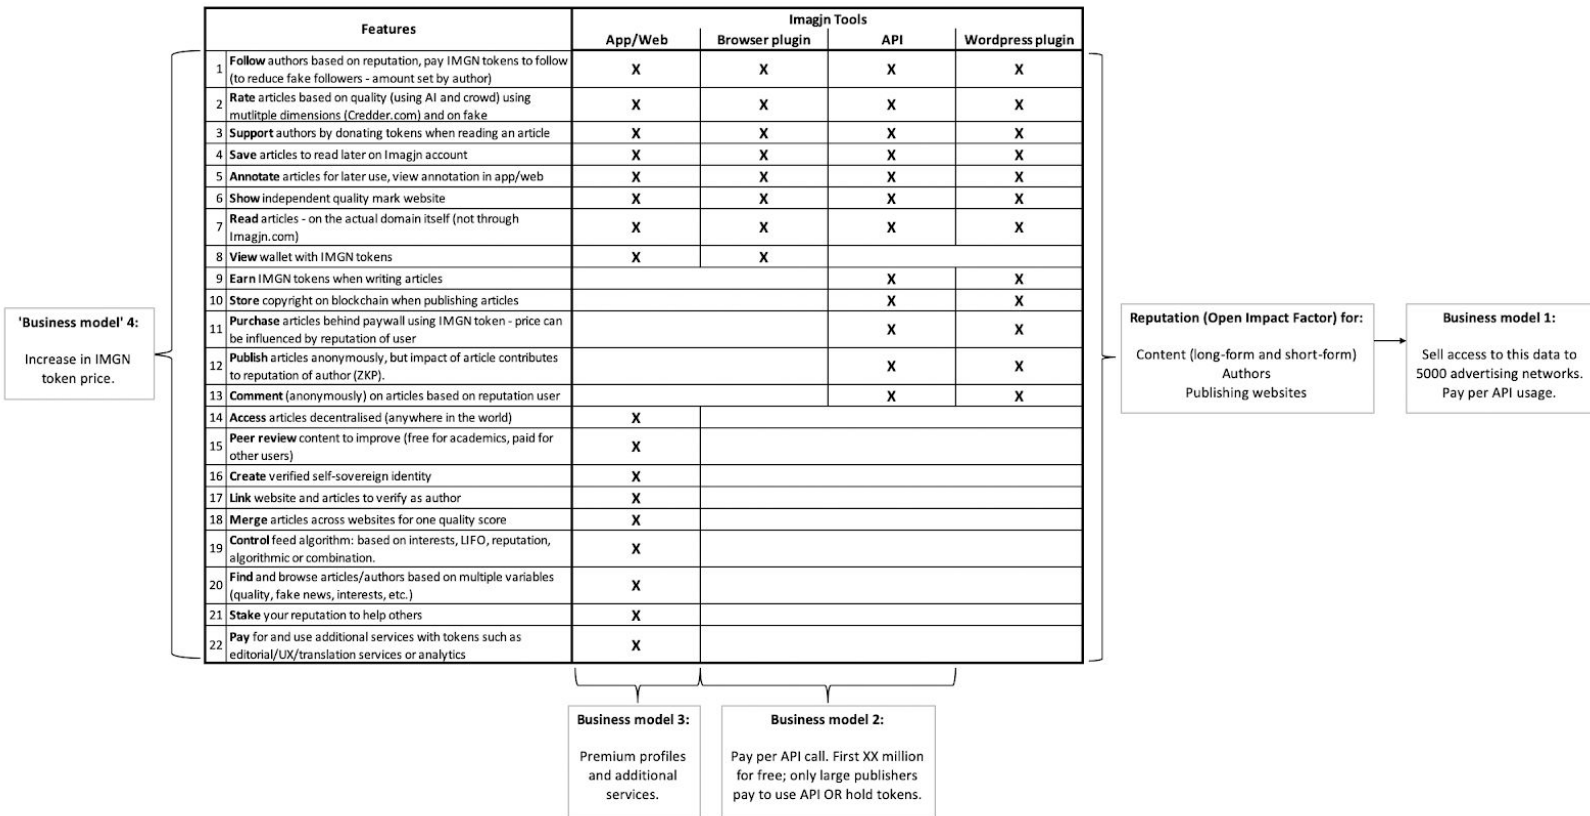 Features
Imagjn Tools
App/Web Browser plugin API Wordpress plugin
1 Follow authors based on reputation, pay IMGN tokens to follow
(to reduce fake followers - amount set by author) X X X X
2 Rate articles based on quality (using AI and crowd) using
mutlitple dimensions (Credder.com) and on fake X X X X
3 Support authors by donating tokens when reading an article X X X X
4 Save articles to read later on Imagjn account X X X X
5 Annotate articles for later use, view annotation in app/web X X X X
6 Show independent quality mark website X X X X
7 Read articles - on the actual domain itself (not through
Imagjn.com) X X X X
8 View wallet with IMGN tokens X X
9 Earn IMGN tokens when writing articles X X
10 Store copyright on blockchain when publishing articles X X
11 Purchase articles behind paywall using IMGN token - price can
be influenced by reputation of user X X
12 Publish articles anonymously, but impact of article contributes
to reputation of author (ZKP). X X
13 Comment (anonymously) on articles based on reputation user X X
14 Access articles decentralised (anywhere in the world) X
15 Peer review content to improve (free for academics, paid for
other users) X
16 Create verified self-sovereign identity X
17 Link website and articles to verify as author X
18 Merge articles across websites for one quality score X
19 Control feed algorithm: based on interests, LIFO, reputation,
algorithmic or combination. X
20 Find and browse articles/authors based on multiple variables
(quality, fake news, interests, etc.) X
21 Stake your reputation to help others X
22 Pay for and use additional services with tokens such as
editorial/UX/translation services or analytics X
'Business model' 4:
Increase in IMGN
token price.
Reputation (Open Impact Factor) for:
Content (long-form and short-form)
Authors
Publishing websites
Business model 1:
Sell access to this data to
5000 advertising networks.
Pay per API usage.
Business model 3:
Premium profiles
and additional
services.
Business model 2:
Pay per API call. First XX million
for free; only large publishers
pay to use API OR hold tokens.